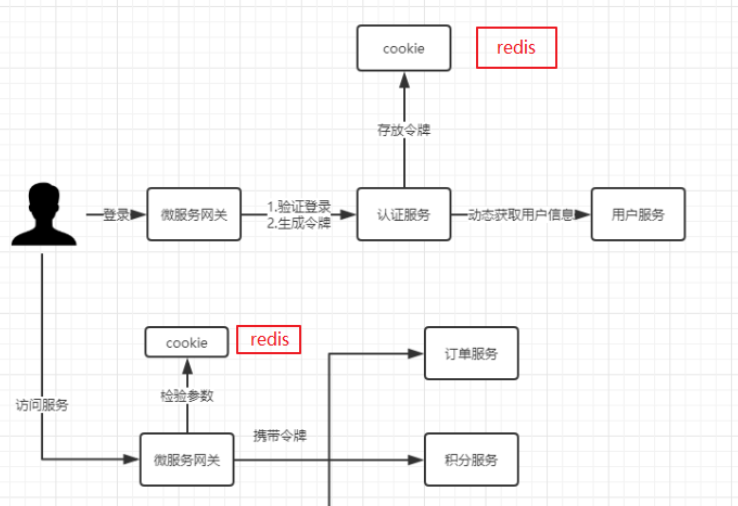 cookie
redis
存放令牌
登录
微服务网关
1.验证登录
2.生成令牌
认证服务
动态获取用户信息
用户服务
cookie
redis
订单服务
检验参数
访问服务
携带令牌
微服务网关
积分服务